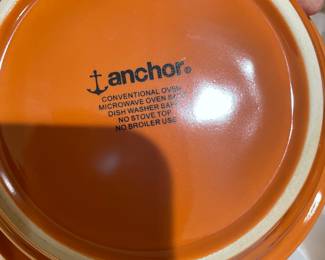 anchor®
CONVENTIONAL OVEN
MICROWAVE OVEN SAFE
DISH WASHER SAFE
NO STOVE TOP
NO BROILER USE